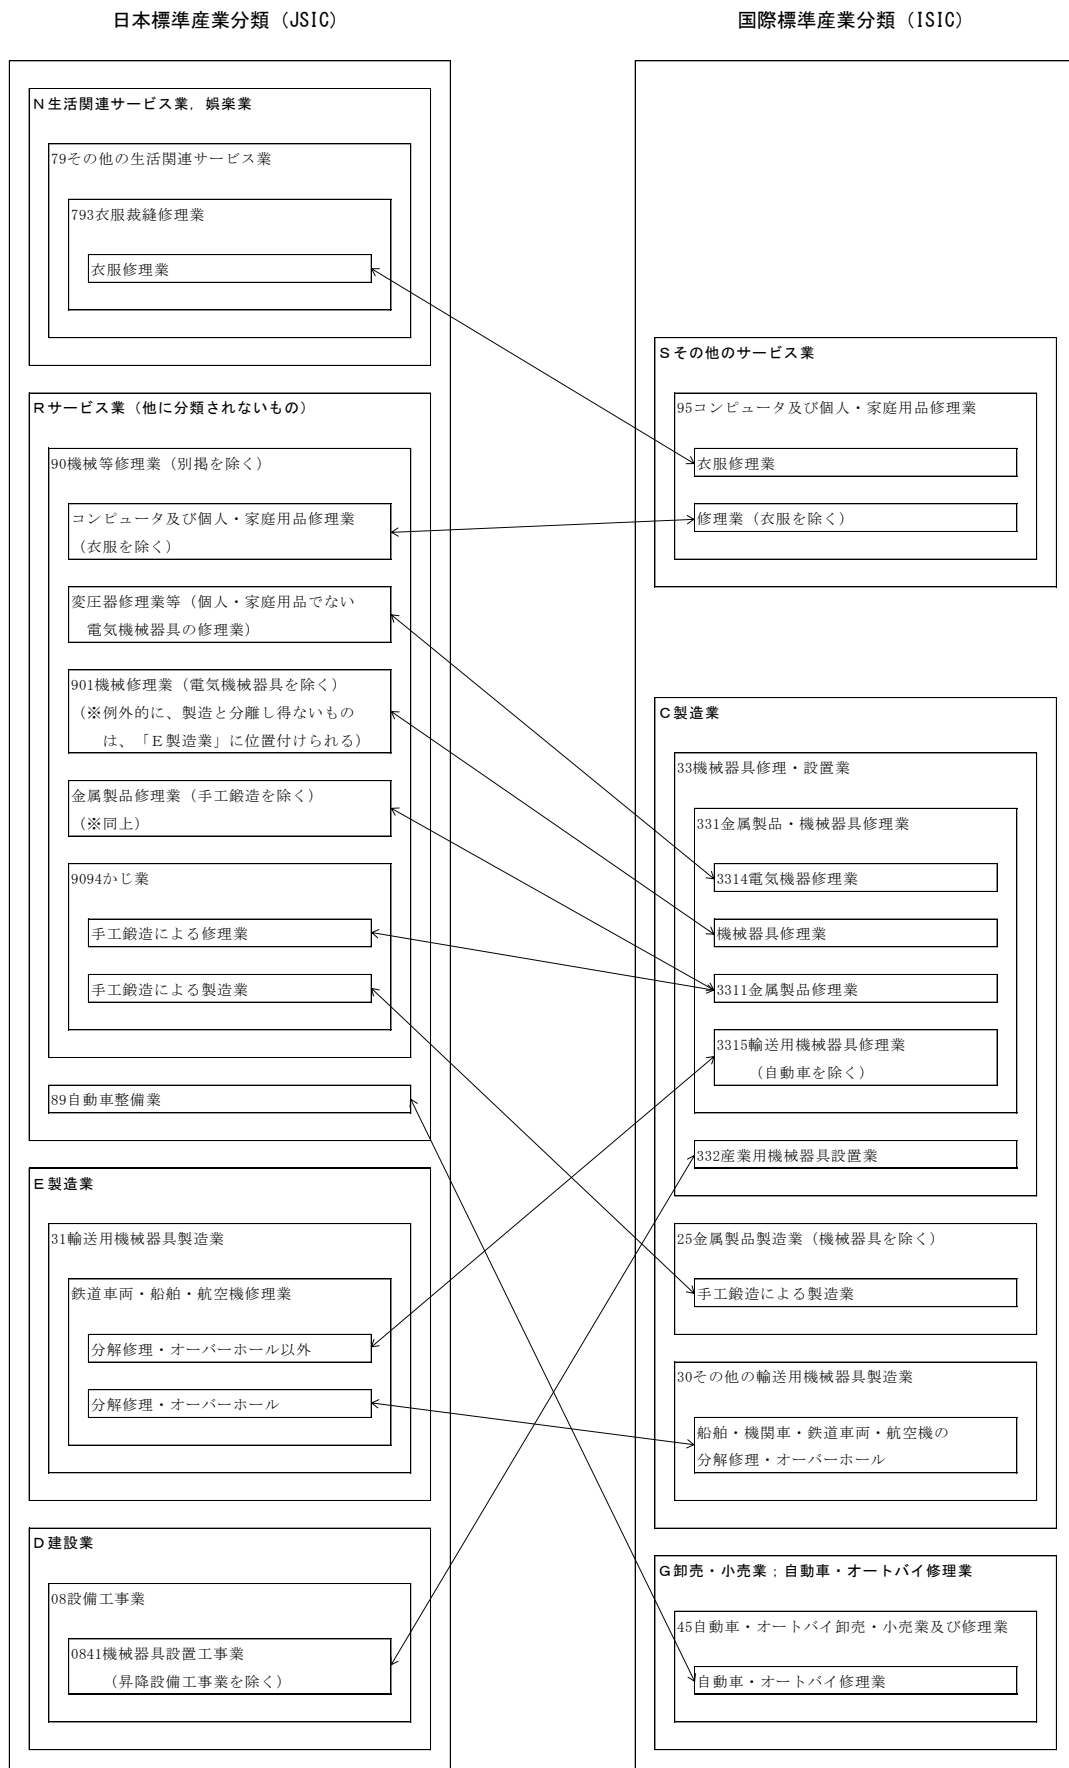 日本標準産業分類（JSIC）
N生活関連サービス業，娯楽業
79その他の生活関連サービス業
793衣服裁縫修理業
衣服修理業
Rサービス業（他に分類されないもの）
90機械等修理業（別掲を除く）
コンピュータ及び個人・家庭用品修理業
（衣服を除く）
変圧器修理業等（個人・家庭用品でない
電気機械器具の修理業）
901機械修理業（電気機械器具を除く）
（※例外的に、製造と分離し得ないもの
は、「E製造業」に位置付けられる）
金属製品修理業（手工鍛造を除く）
（※同上）
9094かじ業
手工鍛造による修理業
手工鍛造による製造業
89自動車整備業
E製造業
31輸送用機械器具製造業
鉄道車両・船舶・航空機修理業
分解修理・オーバーホール以外
分解修理・オーバーホール
D建設業
08設備工事業
0841機械器具設置工事業
（昇降設備工事業を除く）
国際標準産業分類（ISIC）
Sその他のサービス業
95コンピュータ及び個人・家庭用品修理業
衣服修理業
修理業（衣服を除く）
C製造業
33機械器具修理・設置業
331金属製品・機械器具修理業
3314電気機器修理業
機械器具修理業
3311金属製品修理業
3315輸送用機械器具修理業
（自動車を除く）
332産業用機械器具設置業
25金属製品製造業（機械器具を除く）
手工鍛造による製造業
30その他の輸送用機械器具製造業
船舶・機関車・鉄道車両・航空機の
分解修理・オーバーホール
G卸売・小売業；自動車・オートバイ修理業
45自動車・オートバイ卸売・小売業及び修理業
自動車・オートバイ修理業